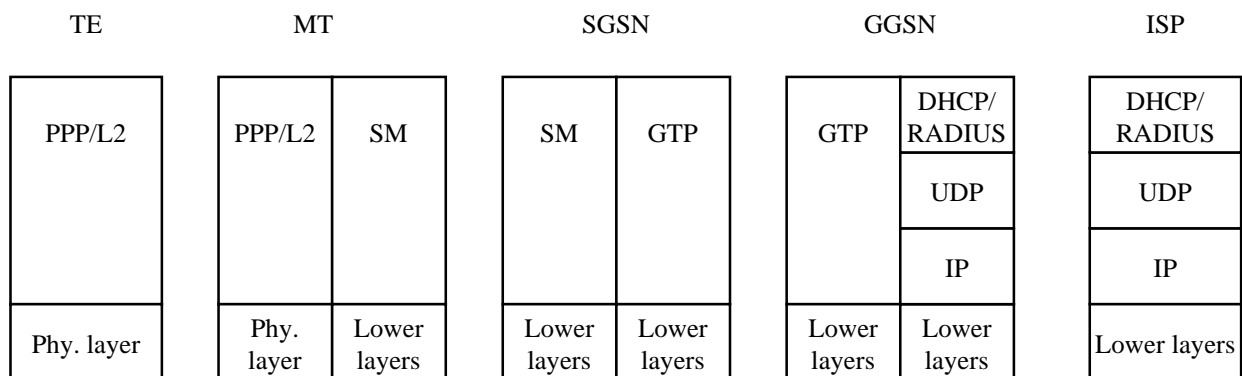 TE MT SGSN GGSN ISP
PPP/L2
Phy. layer
PPP/L2
Phy.
layer
SM
Lower
layers
SM
Lower
layers
GTP
Lower
layers
GTP
Lower
layers
DHCP/
RADIUS
UDP
IP
Lower
layers
DHCP/
RADIUS
UDP
IP
Lower layers